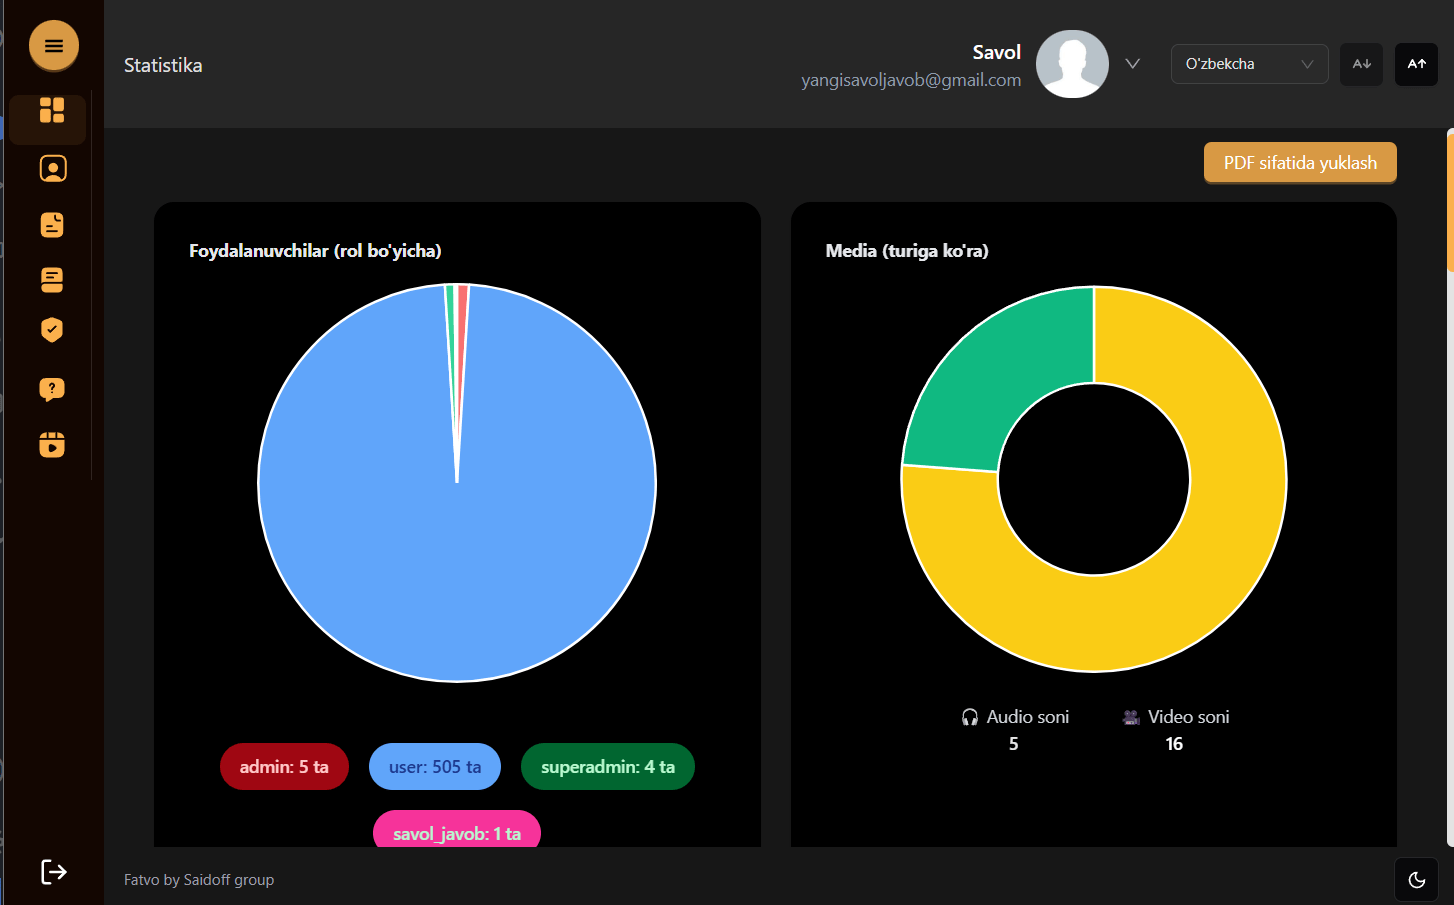 Statistika
Savol
yangisavoljavob@gmail.com
O'zbekcha
A↓
A↑
PDF sifatida yuklash
Foydalanuvchilar (rol bo'yicha)
admin: 5 ta
user: 505 ta
superadmin: 4 ta
savol_javob: 1 ta
Media (turiga ko'ra)
Audio soni
5
Video soni
16
Fatvo by Saidoff group